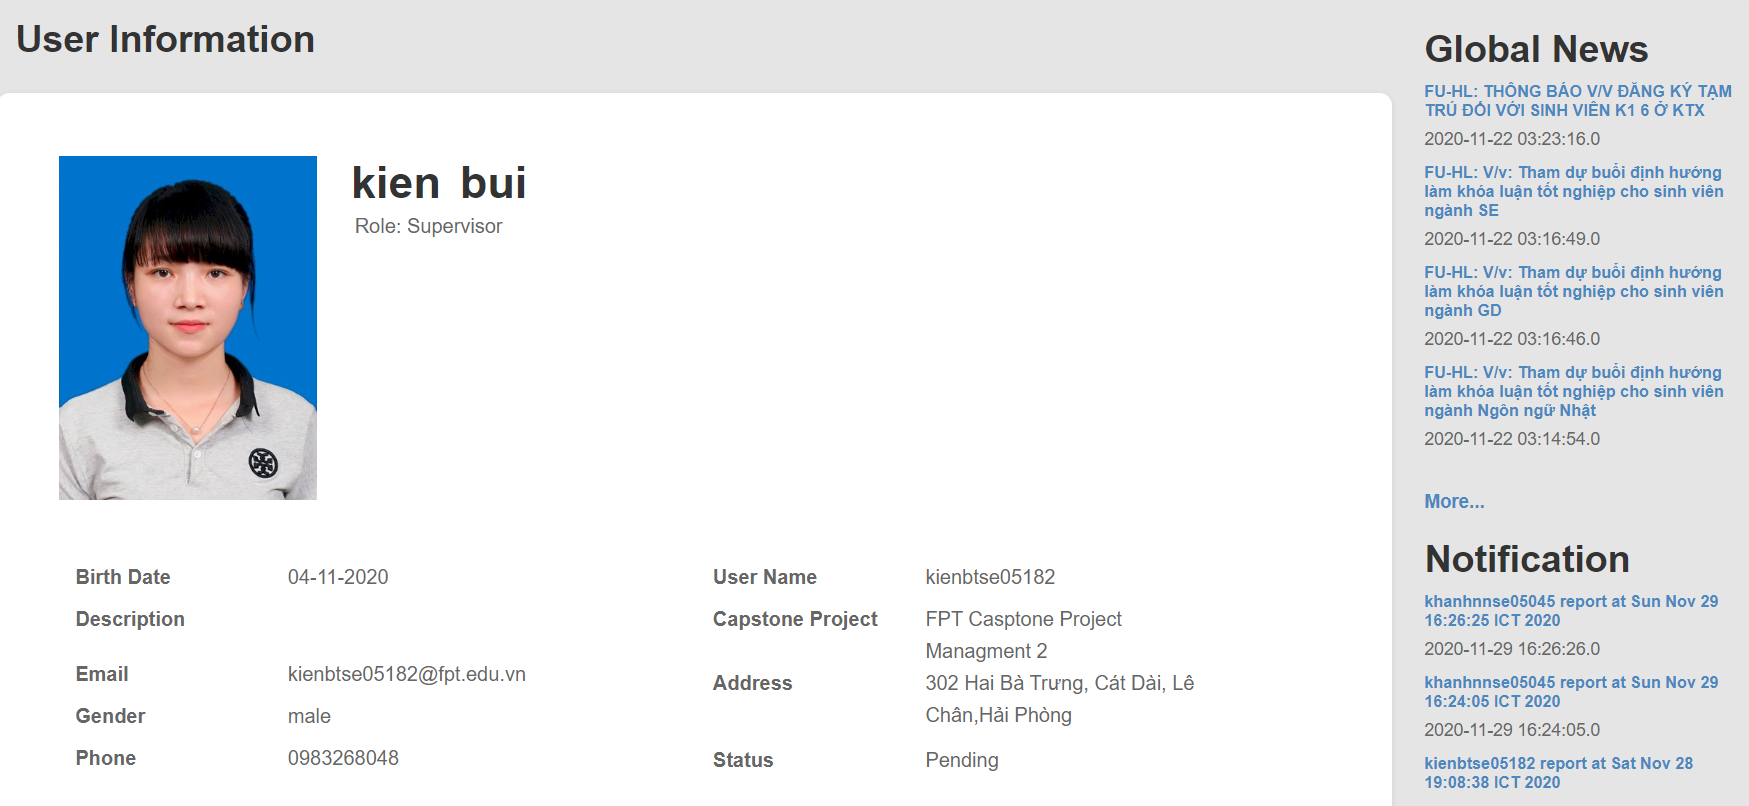 User Information
kien bui
Role: Supervisor
Birth Date 04-11-2020
Description
Email kienbtse05182@fpt.edu.vn
Gender male
Phone 0983268048
User Name kienbtse05182
Capstone Project FPT Casptone Project
Managment 2
Address 302 Hai Bà Trưng, Cát Dài, Lê
Chân,Hải Phòng
Status Pending
Global News
FU-HL: THÔNG BÁO V/V ĐĂNG KÝ TẠM
TRÚ ĐỐI VỚI SINH VIÊN K1 6 Ở KTX
2020-11-22 03:23:16.0
FU-HL: V/v: Tham dự buổi định hướng
làm khóa luận tốt nghiệp cho sinh viên
ngành SE
2020-11-22 03:16:49.0
FU-HL: V/v: Tham dự buổi định hướng
làm khóa luận tốt nghiệp cho sinh viên
ngành GD
2020-11-22 03:16:46.0
FU-HL: V/v: Tham dự buổi định hướng
làm khóa luận tốt nghiệp cho sinh viên
ngành Ngôn ngữ Nhật
2020-11-22 03:14:54.0
More...
Notification
khanhnnse05045 report at Sun Nov 29
16:26:25 ICT 2020
2020-11-29 16:26:26.0
khanhnnse05045 report at Sun Nov 29
16:24:05 ICT 2020
2020-11-29 16:24:05.0
kienbtse05182 report at Sat Nov 28
19:08:38 ICT 2020